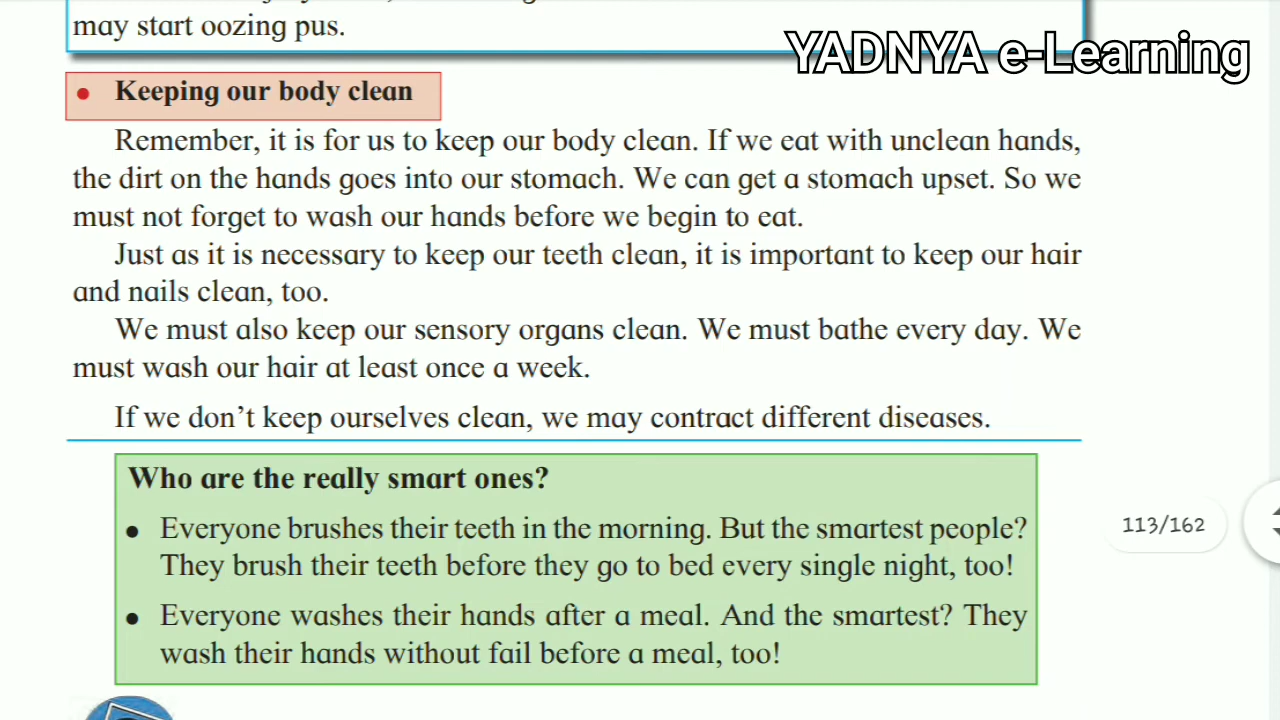 may start oozing pus.
YADNYA e-Learning
• Keeping our body clean
Remember, it is for us to keep our body clean. If we eat with unclean hands,
the dirt on the hands goes into our stomach. We can get a stomach upset. So we
must not forget to wash our hands before we begin to eat.
Just as it is necessary to keep our teeth clean, it is important to keep our hair
and nails clean, too.
We must also keep our sensory organs clean. We must bathe every day. We
must wash our hair at least once a week.
If we don’t keep ourselves clean, we may contract different diseases.
Who are the really smart ones?
• Everyone brushes their teeth in the morning. But the smartest people?
They brush their teeth before they go to bed every single night, too!
• Everyone washes their hands after a meal. And the smartest? They
wash their hands without fail before a meal, too!
113/162